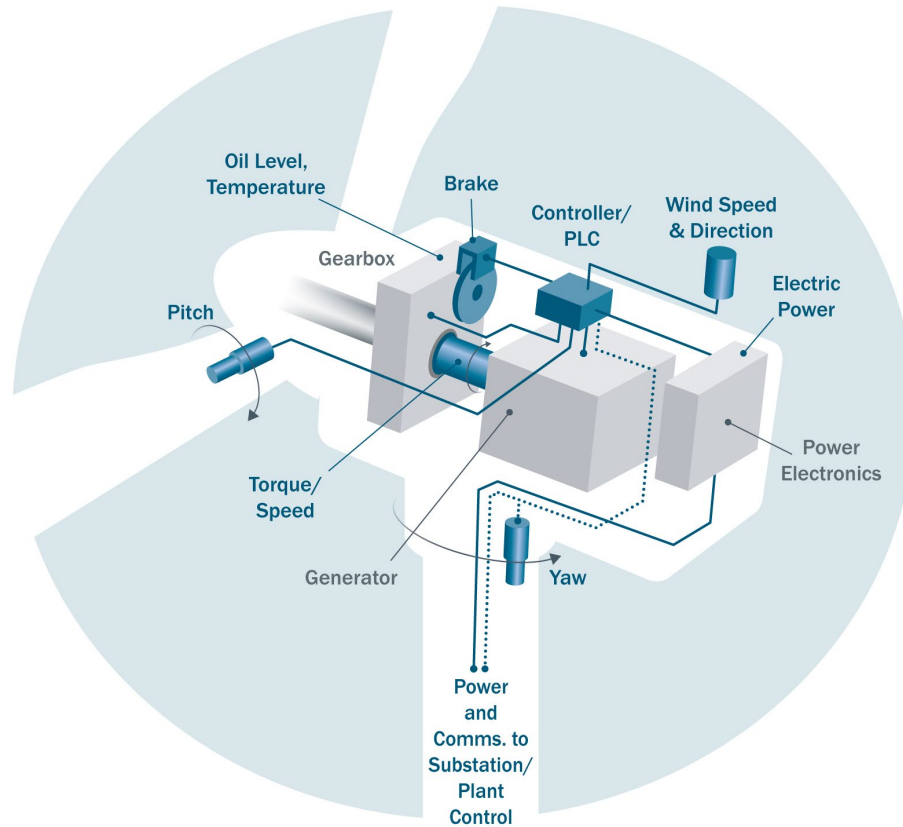 Oil Level,
Temperature
Brake
Controller/
PLC
Wind Speed
& Direction
Gearbox
Electric
Power
Pitch
Power
Electronics
Torque/
Speed
Generator
Yaw
Power
and
Comms. to
Substation/
Plant
Control